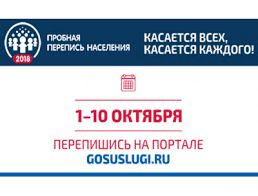 ПРОБНАЯ
ПЕРЕПИСЬ НАСЕЛЕНИЯ
2018
КАСАЕТСЯ ВСЕХ,
КАСАЕТСЯ КАЖДОГО!
1–10 ОКТЯБРЯ
ПЕРЕПИШИСЬ НА ПОРТАЛЕ
GOSUSLUGI.RU